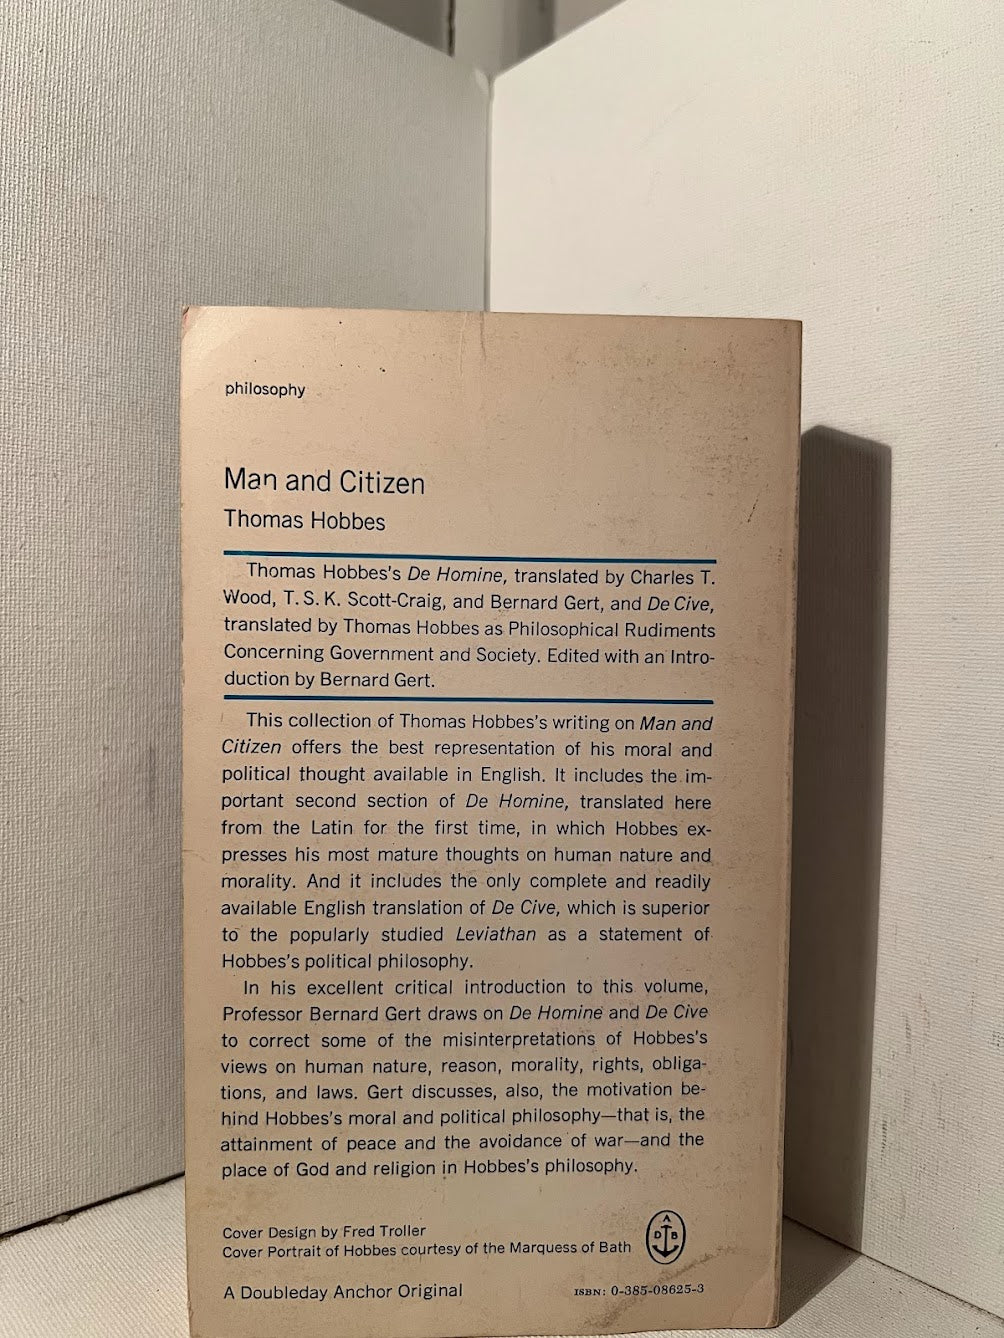 philosophy
Man and Citizen
Thomas Hobbes
Thomas Hobbes's De Homine, translated by Charles T.
Wood, T. S. K. Scott-Craig, and Bernard Gert, and De Cive,
translated by Thomas Hobbes as Philosophical Rudiments
Concerning Government and Society. Edited with an Intro-
duction by Bernard Gert.
This collection of Thomas Hobbes's writing on Man and
Citizen offers the best representation of his moral and
political thought available in English. It includes the im-
portant second section of De Homine, translated here
from the Latin for the first time, in which Hobbes ex-
presses his most mature thoughts on human nature and
morality. And it includes the only complete and readily
available English translation of De Cive, which is superior
to the popularly studied Leviathan as a statement of
Hobbes's political philosophy.
In his excellent critical introduction to this volume,
Professor Bernard Gert draws on De Homine and De Cive
to correct some of the misinterpretations of Hobbes's
views on human nature, reason, morality, rights, obliga-
tions, and laws. Gert discusses, also, the motivation be-
hind Hobbes's moral and political philosophy—that is, the
attainment of peace and the avoidance of war—and the
place of God and religion in Hobbes's philosophy.
Cover Design by Fred Troller
Cover Portrait of Hobbes courtesy of the Marquess of Bath
A
D B
A Doubleday Anchor Original
ISBN: 0-385-08625-3